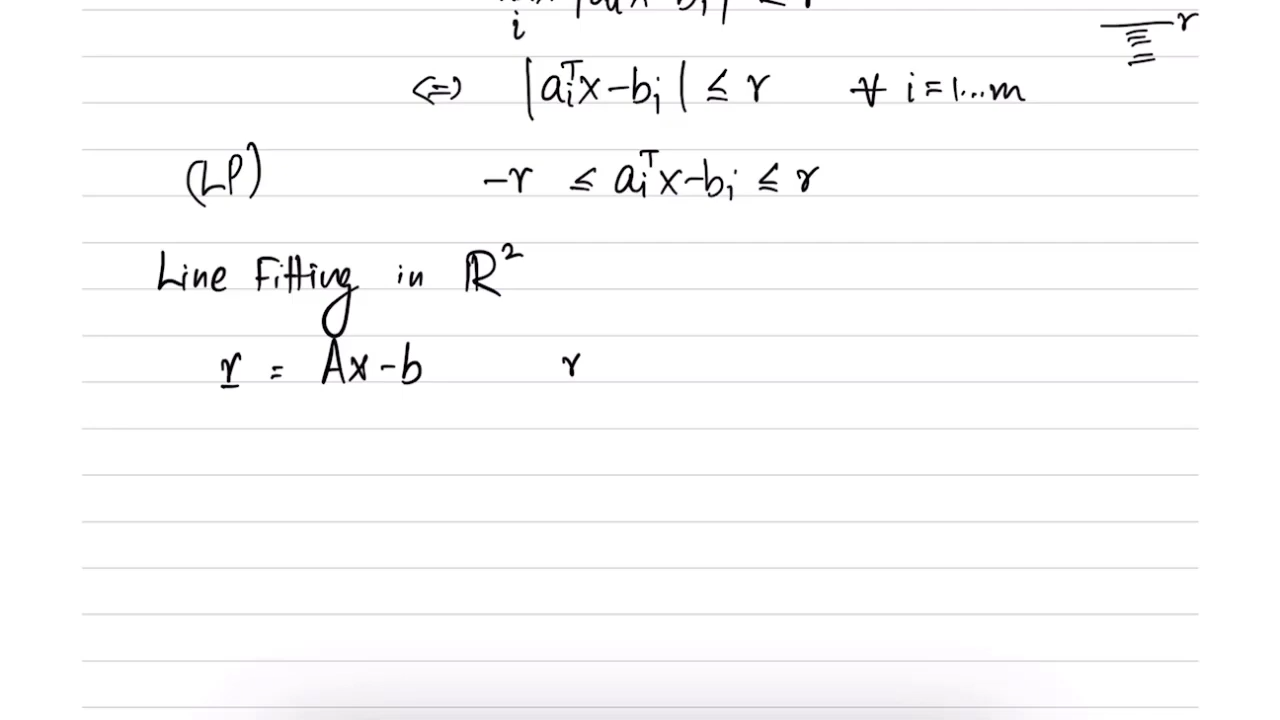 i r
⇔ |aᵢᵀx − bᵢ| ≤ r ∀ i = 1...m
(LP) −r ≤ aᵢᵀx − bᵢ ≤ r
Line Fitting in ℝ²
r = Ax − b r